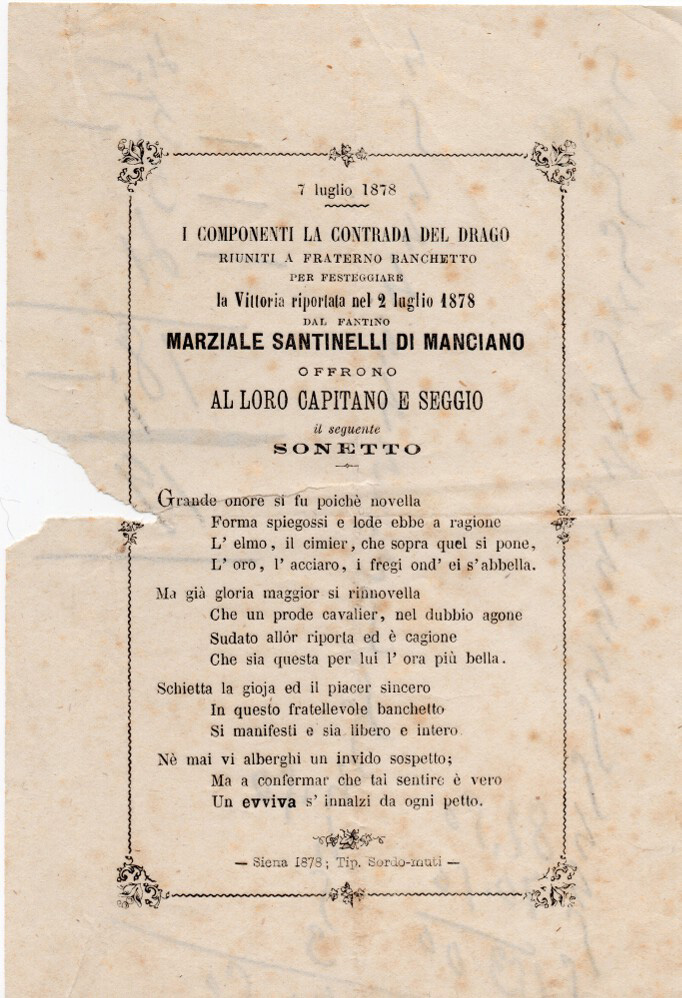 7 luglio 1878
I COMPONENTI LA CONTRADA DEL DRAGO
RIUNITI A FRATERNO BANCHETTO
PER FESTEGGIARE
la Vittoria riportata nel 2 luglio 1878
DAL FANTINO
MARZIALE SANTINELLI DI MANCIANO
OFFRONO
AL LORO CAPITANO E SEGGIO
il seguente
SONETTO
Grande onore si fu poichè novella
Forma spiegossi e lode ebbe a ragione
L' elmo, il cimier, che sopra quel si pone,
L' oro, l' acciaro, i fregi ond' ei s'abbella.
Ma già gloria maggior si rinnovella
Che un prode cavalier, nel dubbio agone
Sudato allór riporta ed è cagione
Che sia questa per lui l' ora più bella.
Schietta la gioja ed il piacer sincero
In questo fratellevole banchetto
Si manifesti e sia libero e intero
Nè mai vi alberghi un invido sospetto;
Ma a confermar che tal sentire è vero
Un evviva s' innalzi da ogni petto.
— Siena 1878; Tip. Sordo-muti —